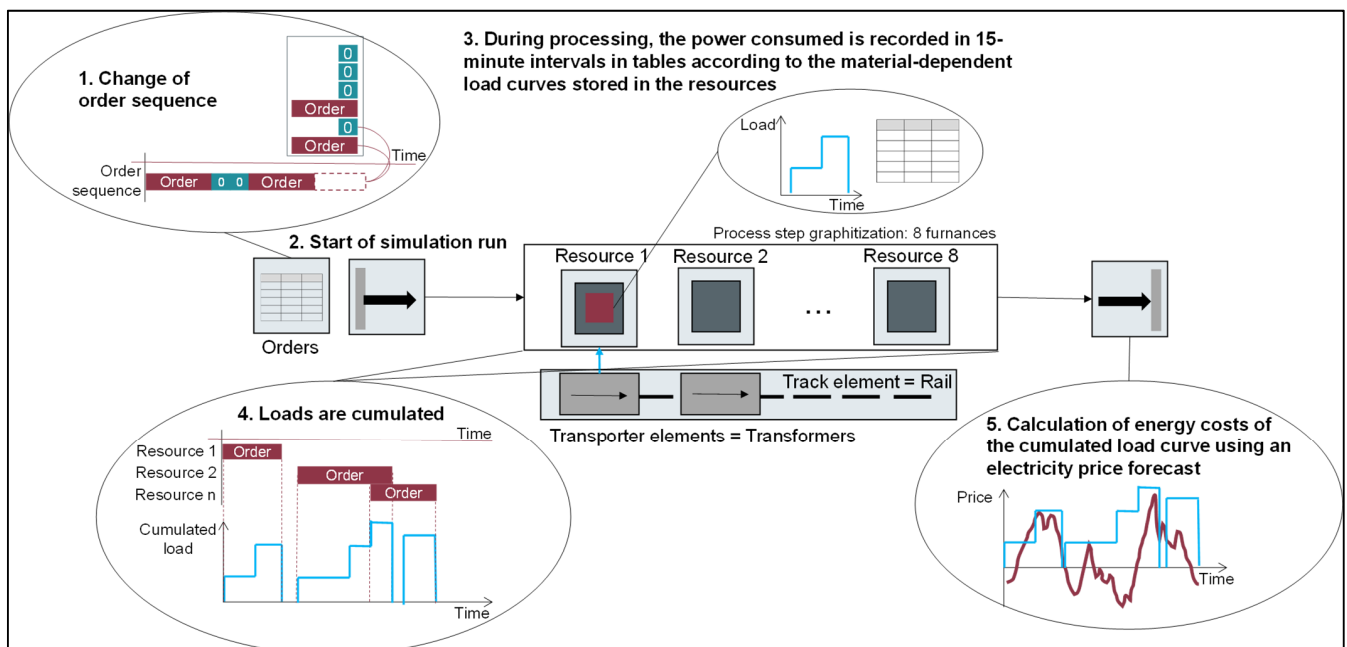 1. Change of
order sequence
0
0
0
Order
0
Order
Time
Order
sequence
Order
0 0
Order
3. During processing, the power consumed is recorded in 15-
minute intervals in tables according to the material-dependent
load curves stored in the resources
Load
Time
2. Start of simulation run
Process step graphitization: 8 furnances
Resource 1
Resource 2
Resource 8
...
Orders
Track element = Rail
Transporter elements = Transformers
4. Loads are cumulated
Time
Resource 1
Order
Resource 2
Order
Resource n
Order
Cumulated
load
Time
5. Calculation of energy costs
of the cumulated load curve using an
electricity price forecast
Price
Time